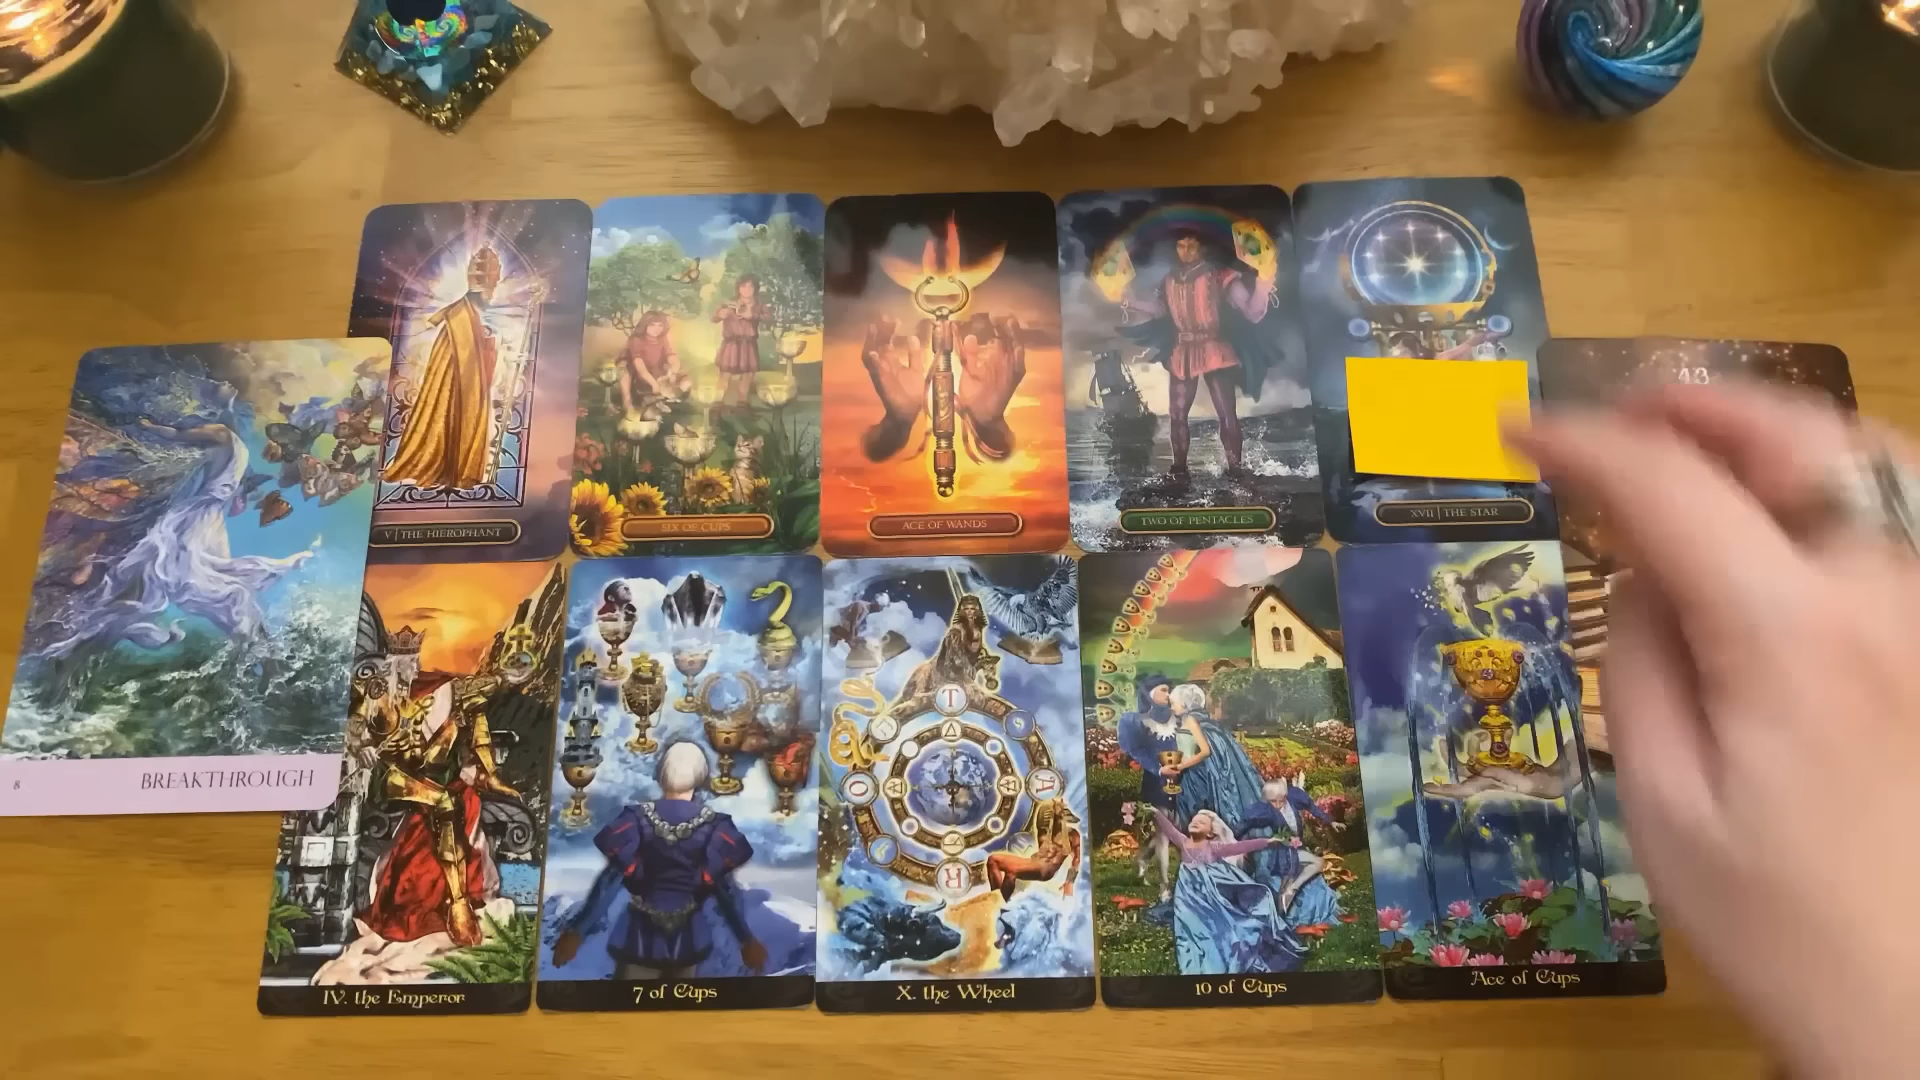 43
V | THE HIEROPHANT
SIX OF CUPS
ACE OF WANDS
TWO OF PENTACLES
XVII | THE STAR
8 BREAKTHROUGH
T
A
R
O
IV. the Emperor
7 of Cups
X. the Wheel
10 of Cups
Ace of Cups